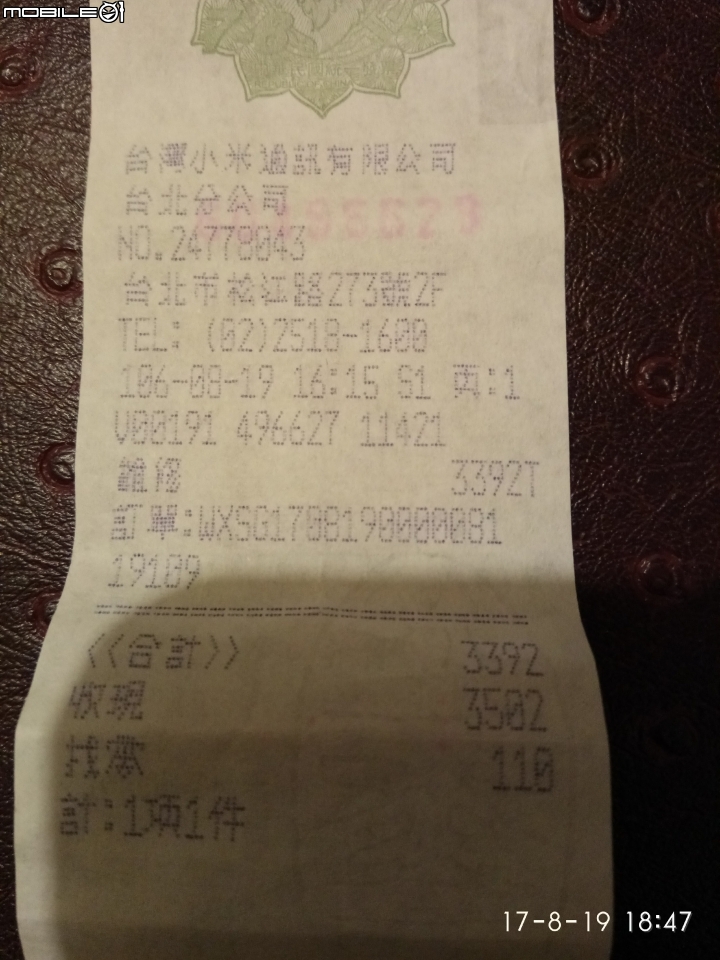 MOBILE01
台灣小米通訊有限公司
台北分公司
NO.24778043
台北市松江路273號2F
TEL: (02)2518-1600
106-08-19 16:15 S1 頁:1
V00191 496627 11421
維修 3392T
訂單:WXSG1708190000081
19109
<<合計>> 3392
收現 3502
找零 110
計:1項1件
17-8-19 18:47